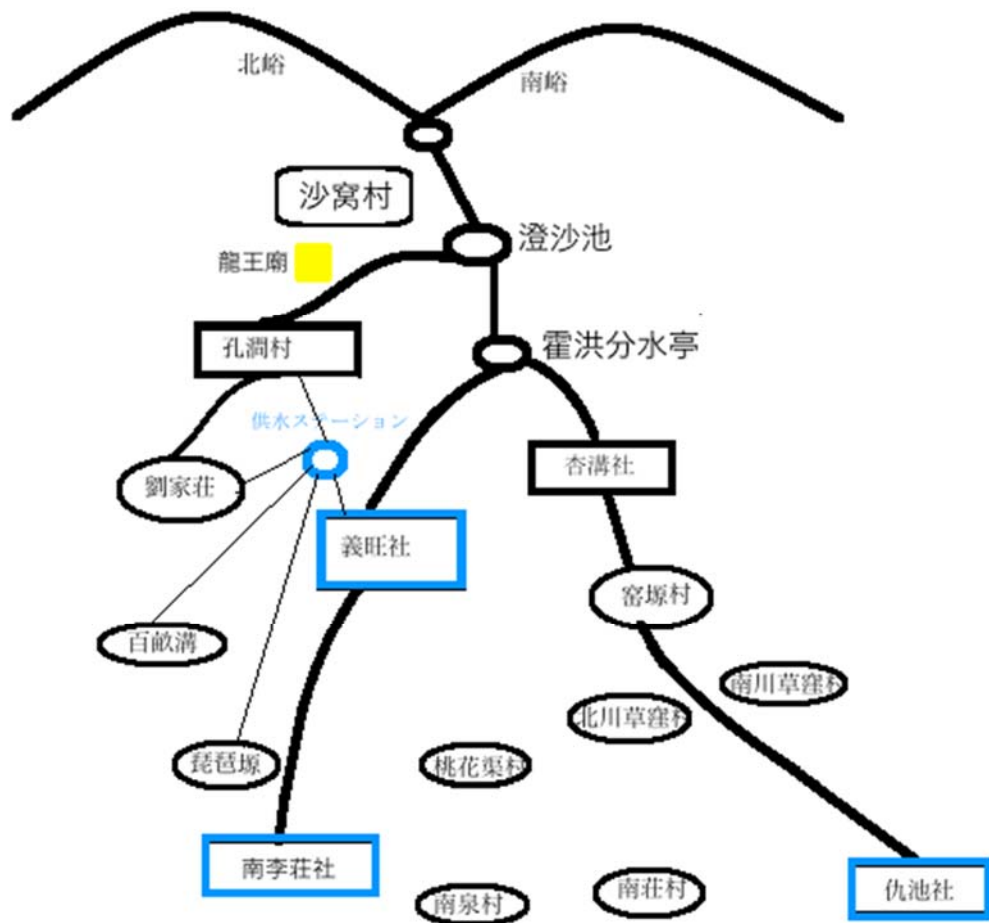 北峪
南峪
沙窝村
澄沙池
龍王廟
孔澗村
霍洪分水亭
供水ステーション
杏溝社
劉家荘
義旺社
窑塬村
百畝溝
南川草窪村
北川草窪村
琵琶塬
桃花渠村
南李荘社
南荘村
仇池社
南泉村